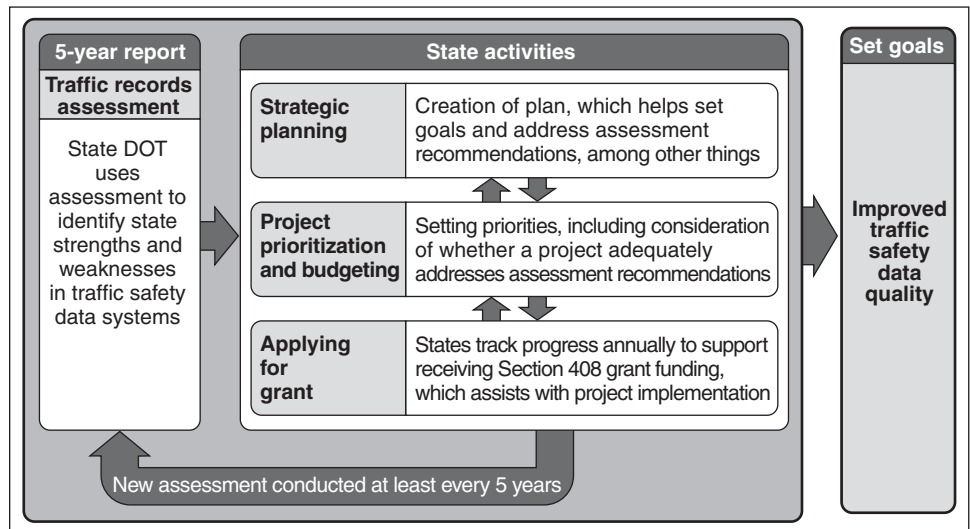 5-year report
Traffic records
assessment
State DOT
uses
assessment to
identify state
strengths and
weaknesses
in traffic safety
data systems
State activities
Strategic
planning
Creation of plan, which helps set
goals and address assessment
recommendations, among other things
Project
prioritization
and budgeting
Setting priorities, including consideration
of whether a project adequately
addresses assessment recommendations
Applying
for
grant
States track progress annually to support
receiving Section 408 grant funding,
which assists with project implementation
New assessment conducted at least every 5 years
Set goals
Improved
traffic
safety
data
quality